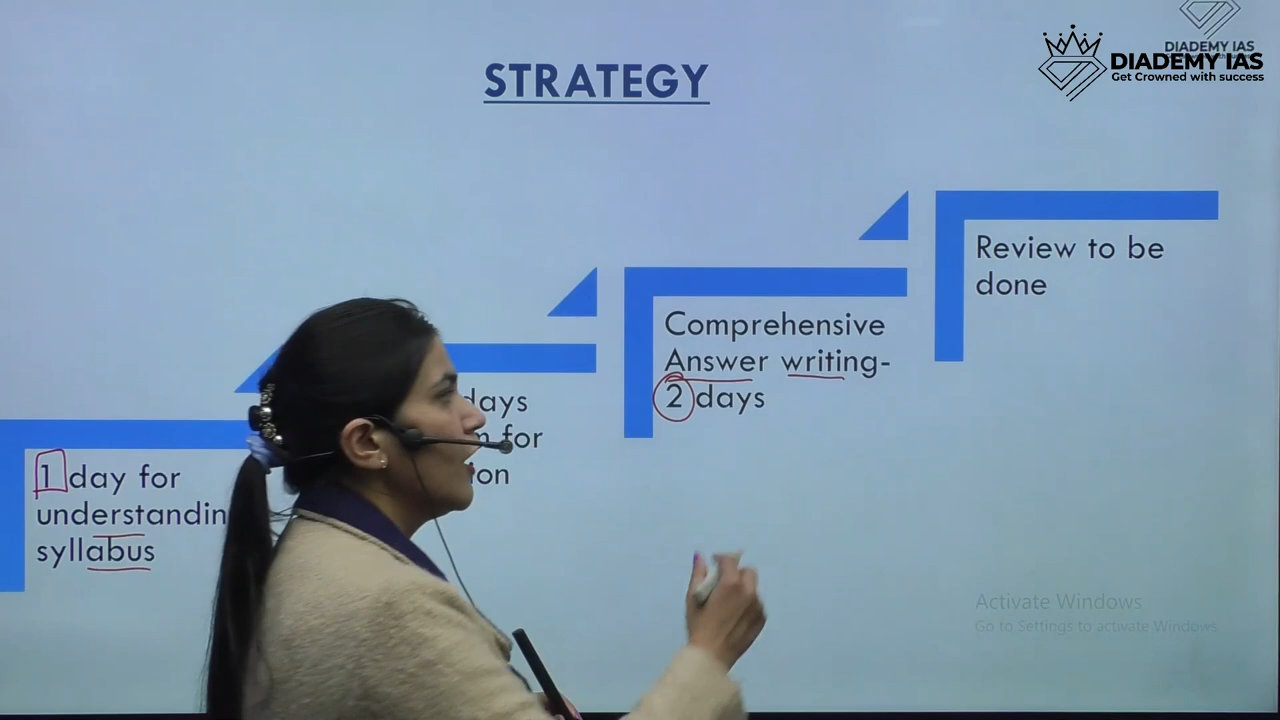 DIADEMY IAS
DIADEMY IAS
Get Crowned with success
STRATEGY
1 day for
understandin
syllabus
days
for
Comprehensive
Answer writing-
2 days
Review to be
done
Activate Windows
Go to Settings to activate Windows.